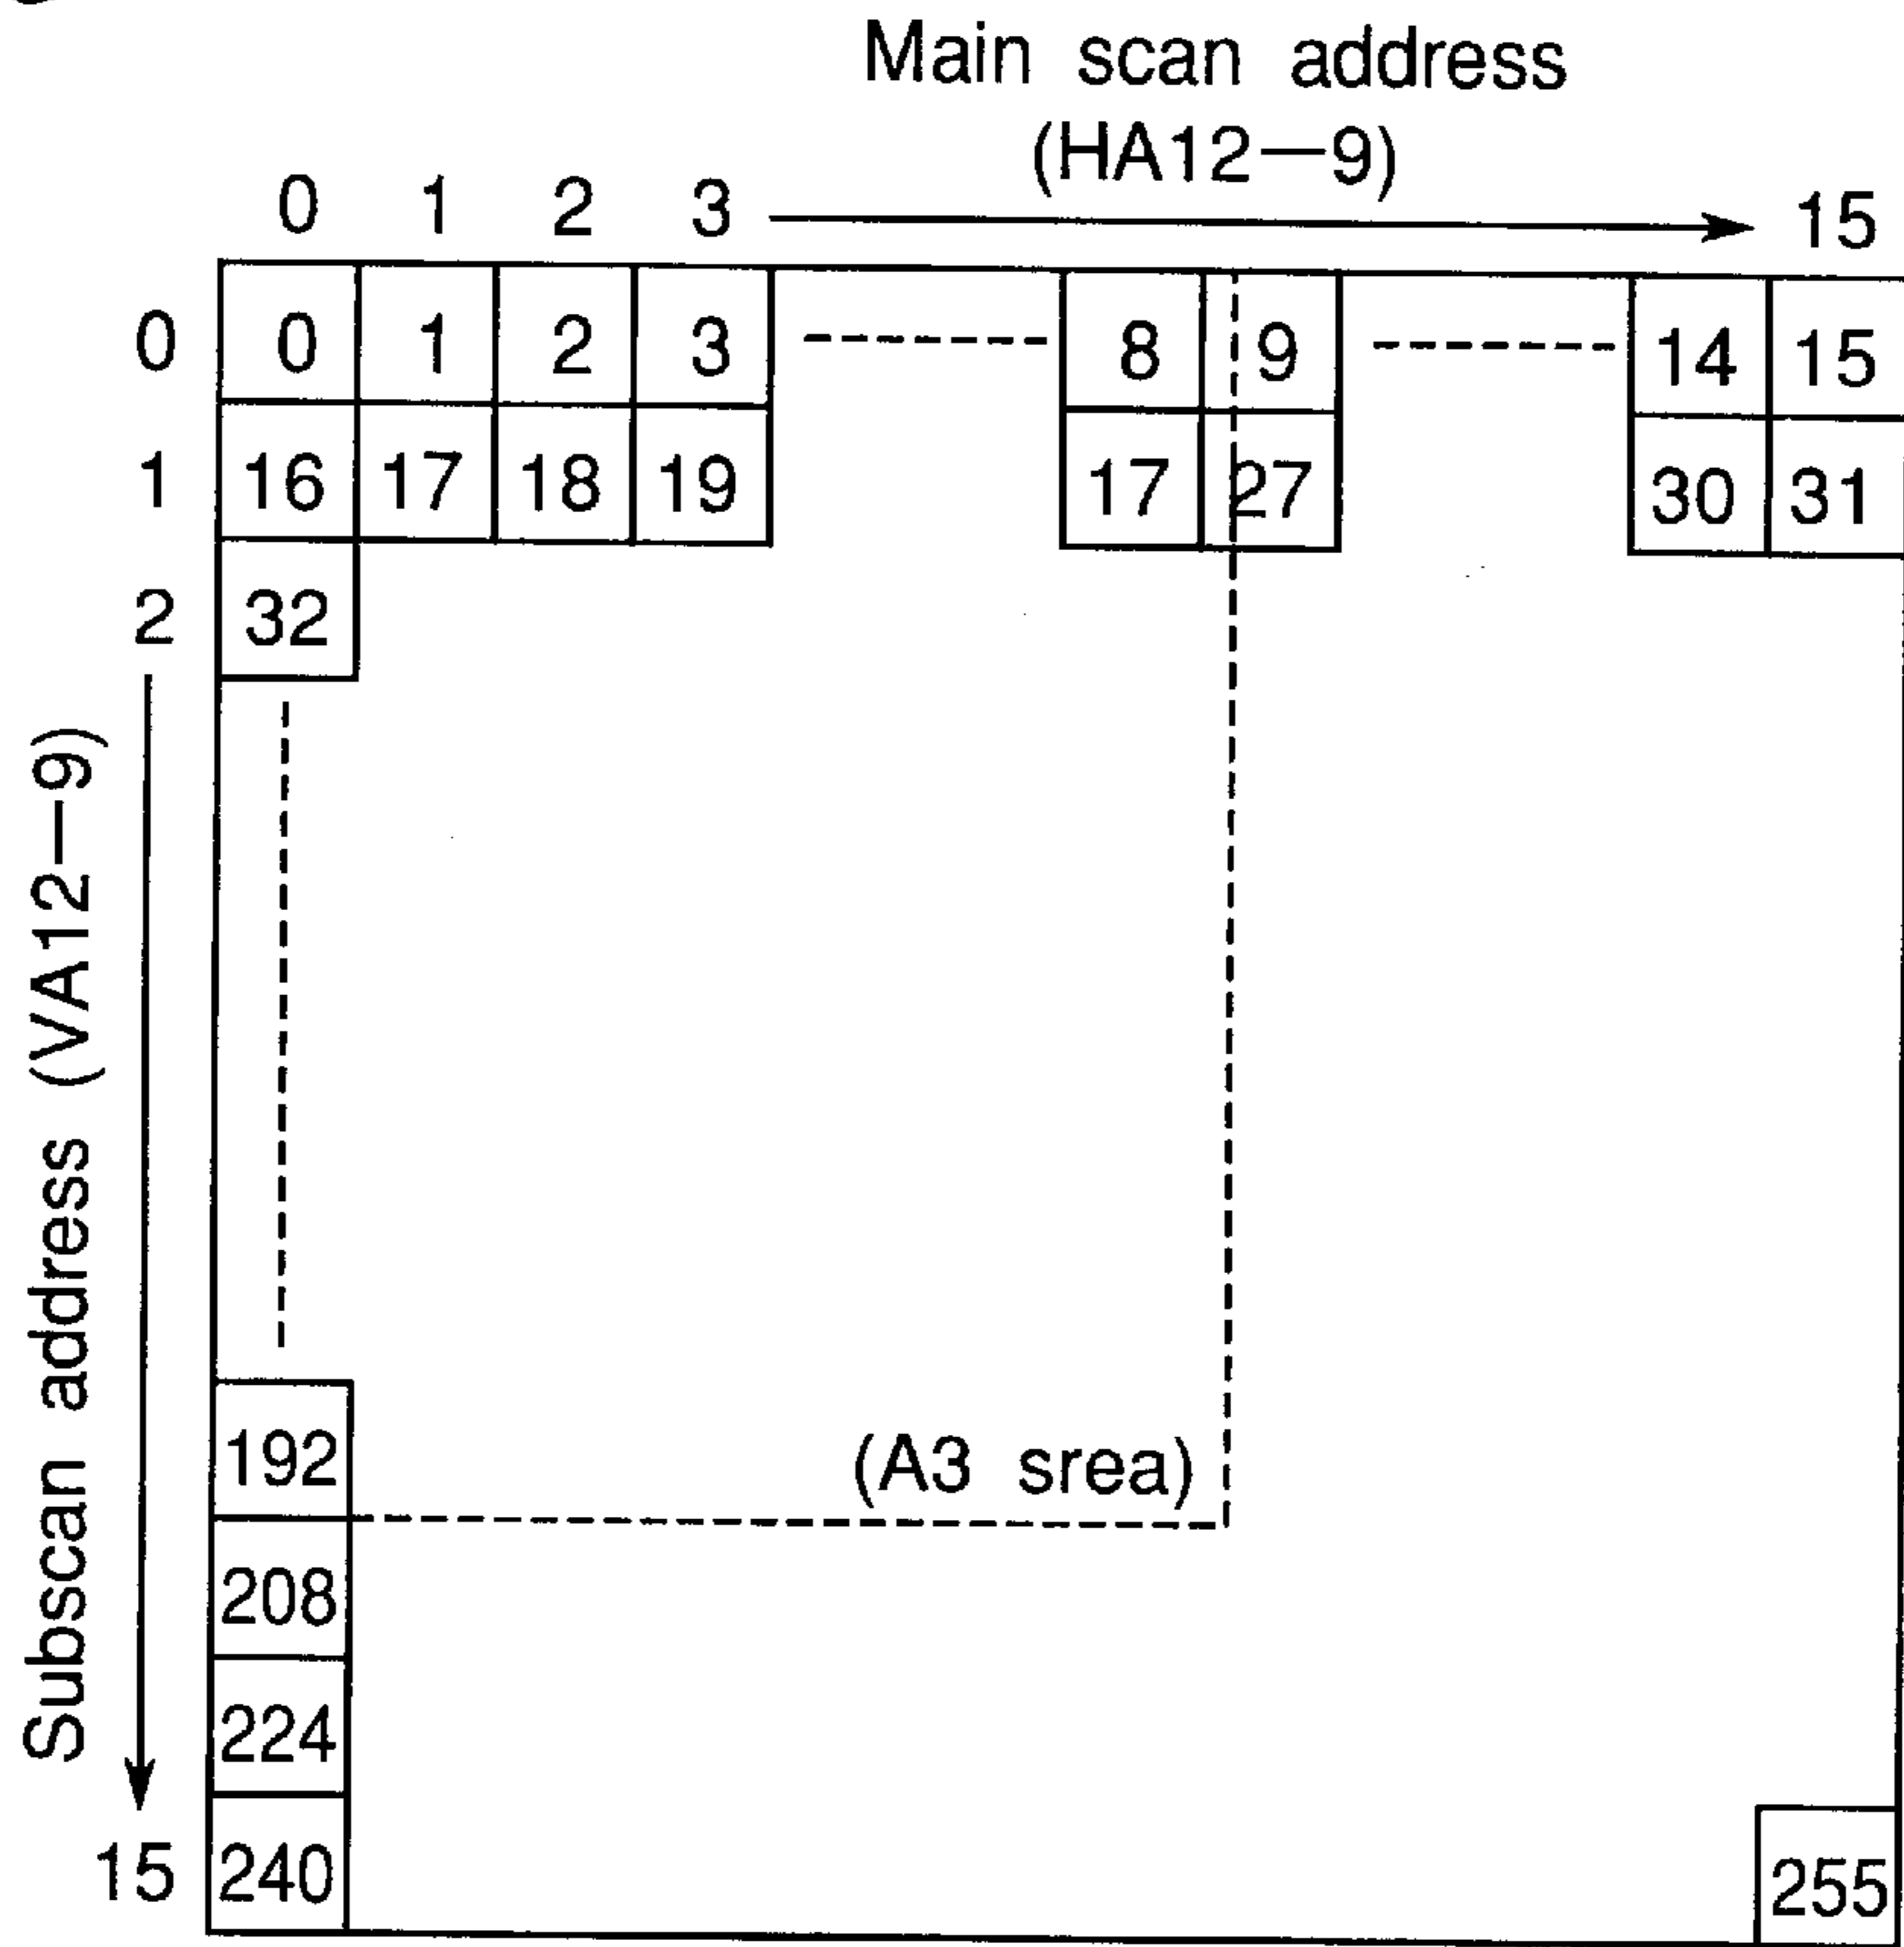 Main scan address
(HA12—9)
0 1 2 3 15
0 0 1 2 3 8 9 14 15
1 16 17 18 19 17 27 30 31
2 32
Subscan address (VA12—9)
192
(A3 srea)
208
224
15 240 255